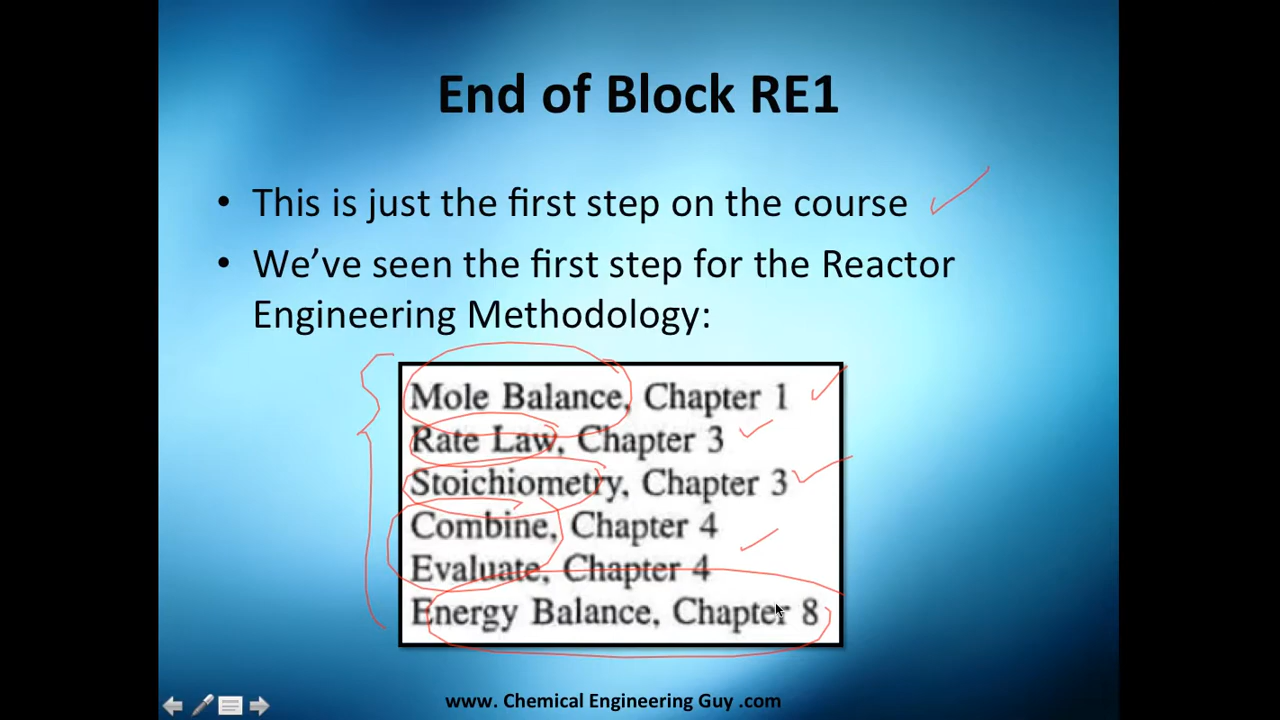 End of Block RE1
• This is just the first step on the course
• We've seen the first step for the Reactor
Engineering Methodology:
Mole Balance, Chapter 1
Rate Law, Chapter 3
Stoichiometry, Chapter 3
Combine, Chapter 4
Evaluate, Chapter 4
Energy Balance, Chapter 8
www. Chemical Engineering Guy .com